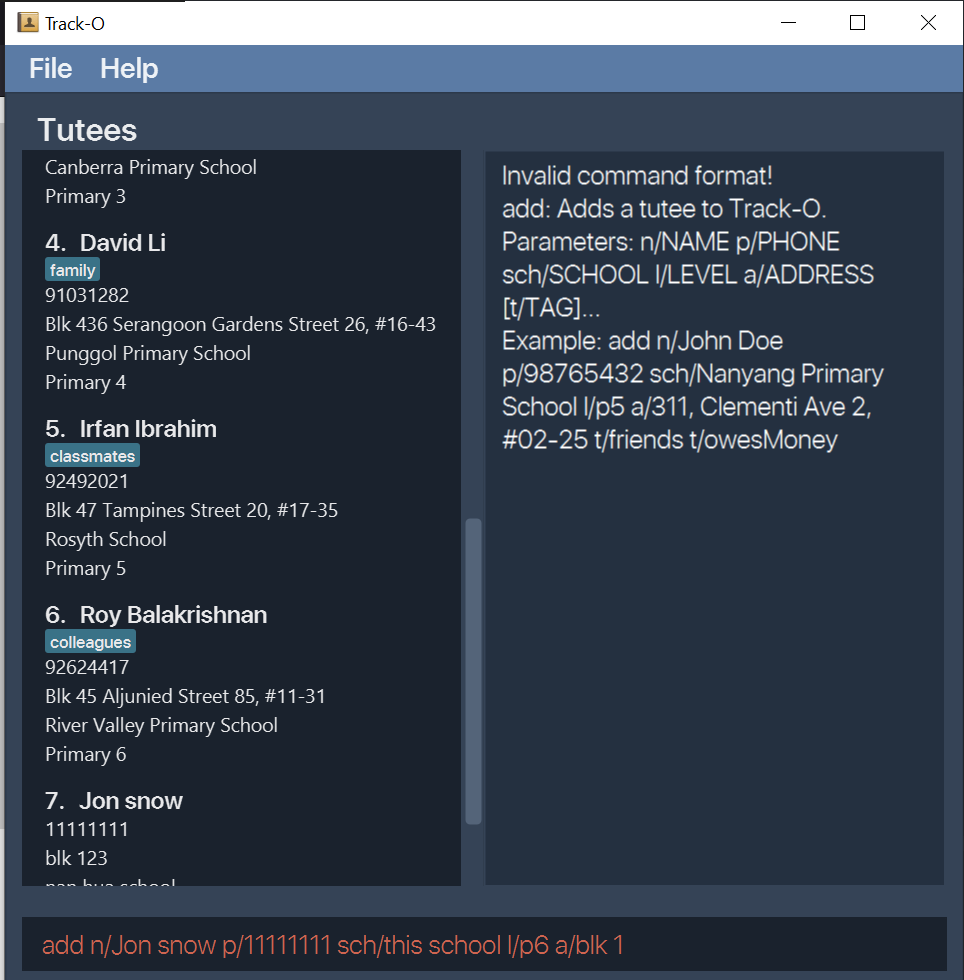 Track-O
File Help
Tutees
Canberra Primary School
Primary 3
4. David Li
family
91031282
Blk 436 Serangoon Gardens Street 26, #16-43
Punggol Primary School
Primary 4
5. Irfan Ibrahim
classmates
92492021
Blk 47 Tampines Street 20, #17-35
Rosyth School
Primary 5
6. Roy Balakrishnan
colleagues
92624417
Blk 45 Aljunied Street 85, #11-31
River Valley Primary School
Primary 6
7. Jon snow
11111111
blk 123
nan hua school
Invalid command format!
add: Adds a tutee to Track-O.
Parameters: n/NAME p/PHONE
sch/SCHOOL l/LEVEL a/ADDRESS
[t/TAG]...
Example: add n/John Doe
p/98765432 sch/Nanyang Primary
School l/p5 a/311, Clementi Ave 2,
#02-25 t/friends t/owesMoney
add n/Jon snow p/11111111 sch/this school l/p6 a/blk 1